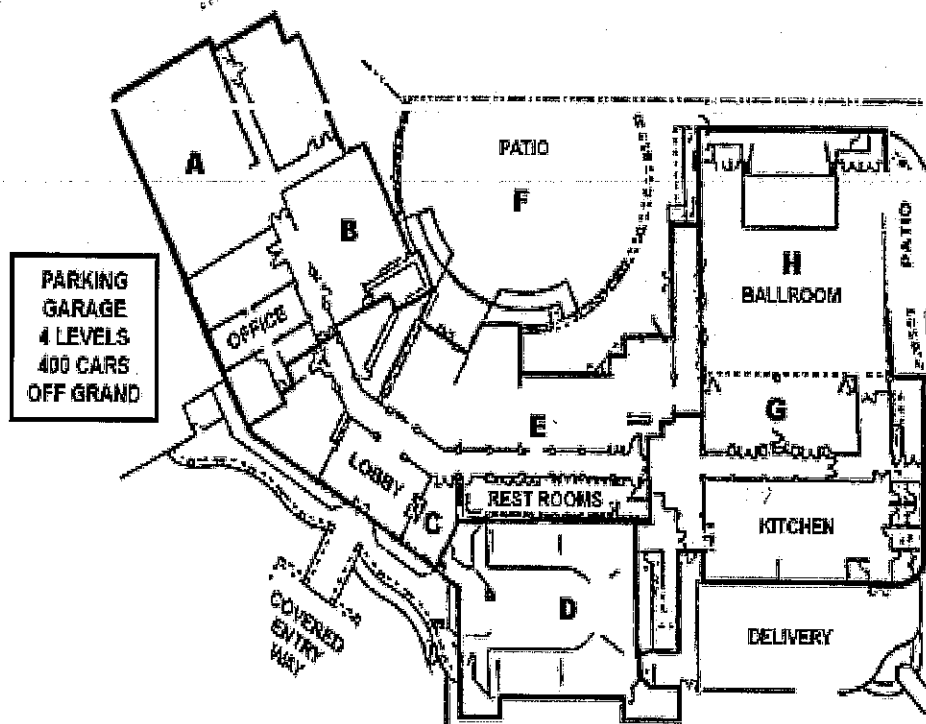 A
B
PATIO
F
H
BALLROOM
PATIO
PARKING
GARAGE
4 LEVELS
400 CARS
OFF GRAND
OFFICE
E
G
LOBBY
C
REST ROOMS
KITCHEN
D
COVERED
ENTRY
WAY
DELIVERY